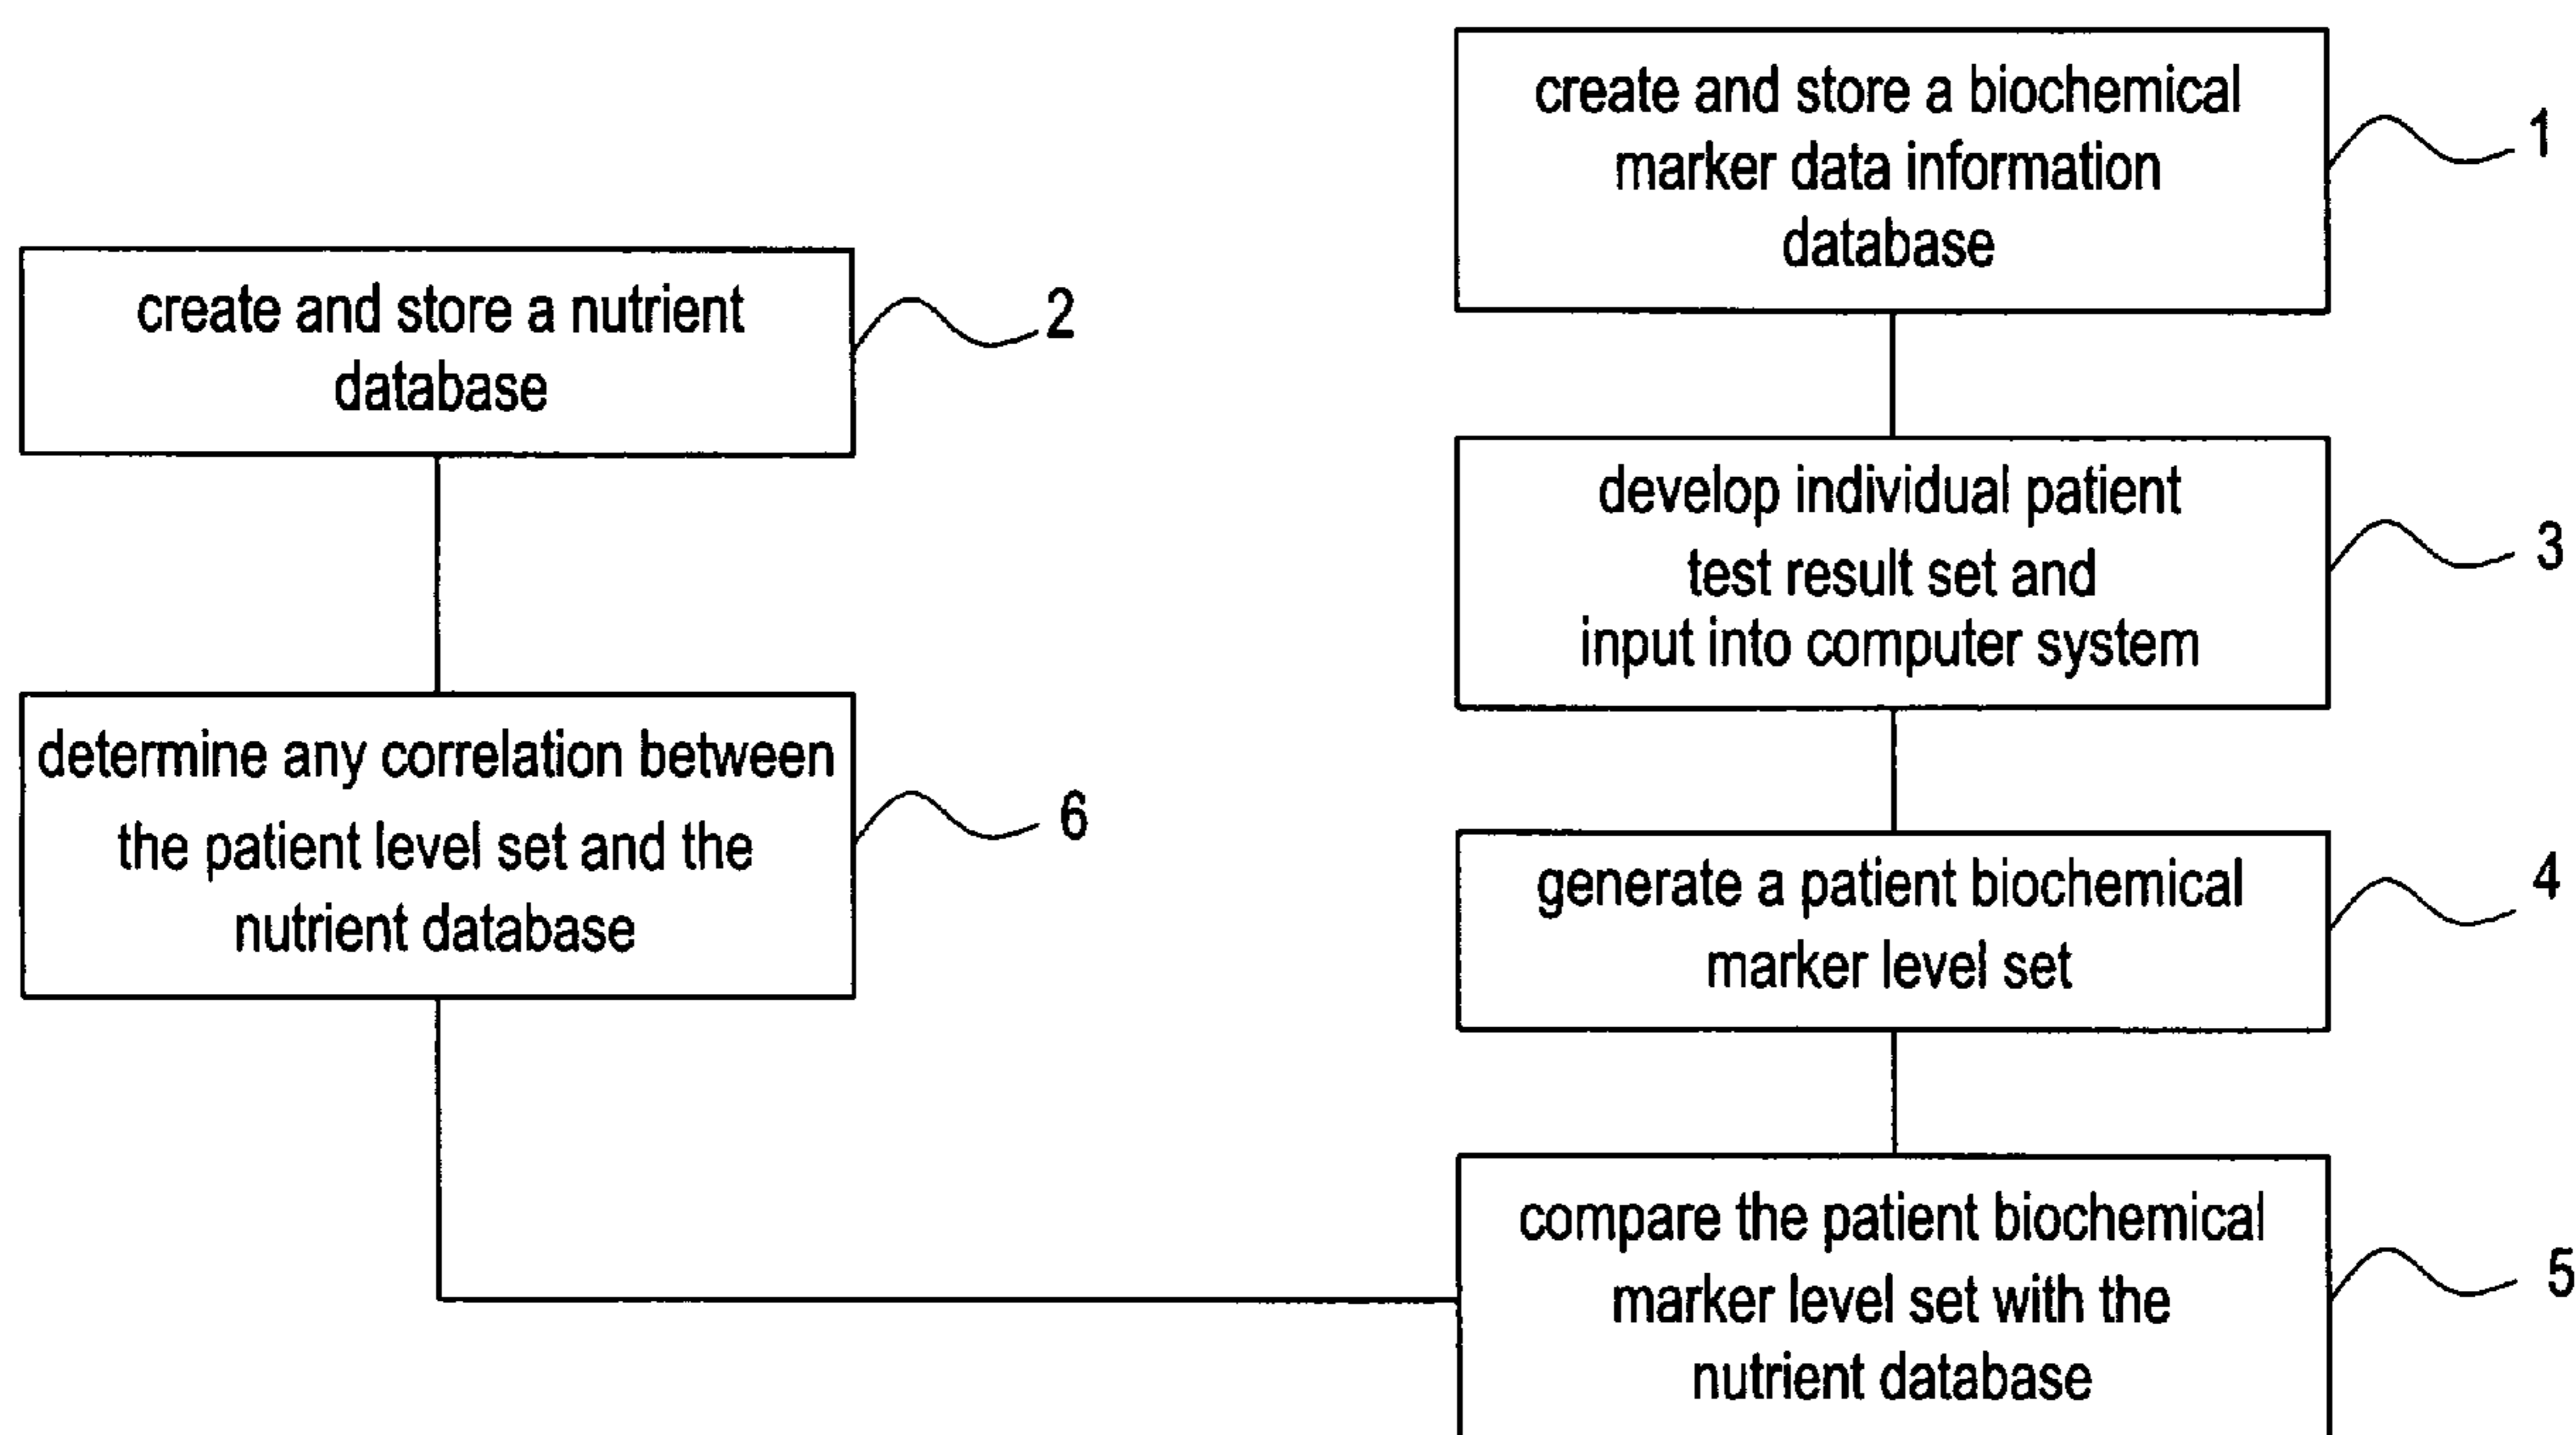 create and store a biochemical
marker data information
database
1
create and store a nutrient
database
2
develop individual patient
test result set and
input into computer system
3
determine any correlation between
the patient level set and the
nutrient database
6
generate a patient biochemical
marker level set
4
compare the patient biochemical
marker level set with the
nutrient database
5